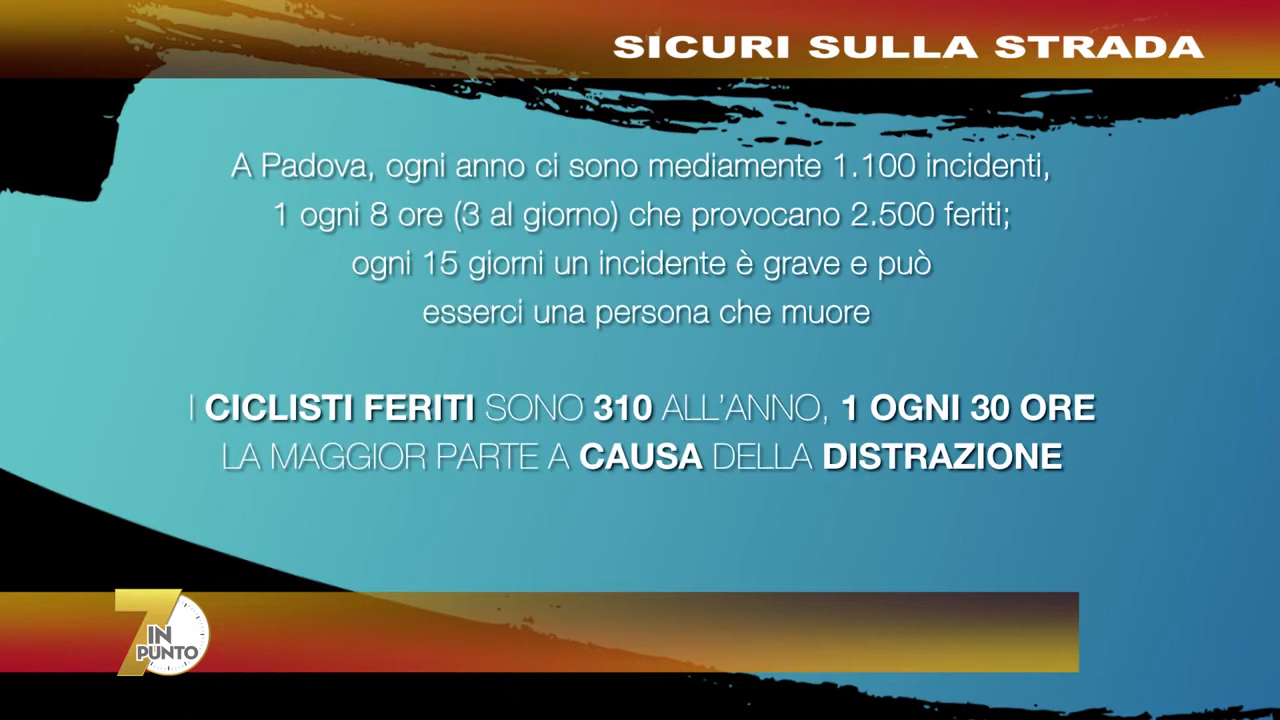 SICURI SULLA STRADA
A Padova, ogni anno ci sono mediamente 1.100 incidenti,
1 ogni 8 ore (3 al giorno) che provocano 2.500 feriti;
ogni 15 giorni un incidente è grave e può
esserci una persona che muore
I CICLISTI FERITI SONO 310 ALL'ANNO, 1 OGNI 30 ORE
LA MAGGIOR PARTE A CAUSA DELLA DISTRAZIONE
7
IN
PUNTO